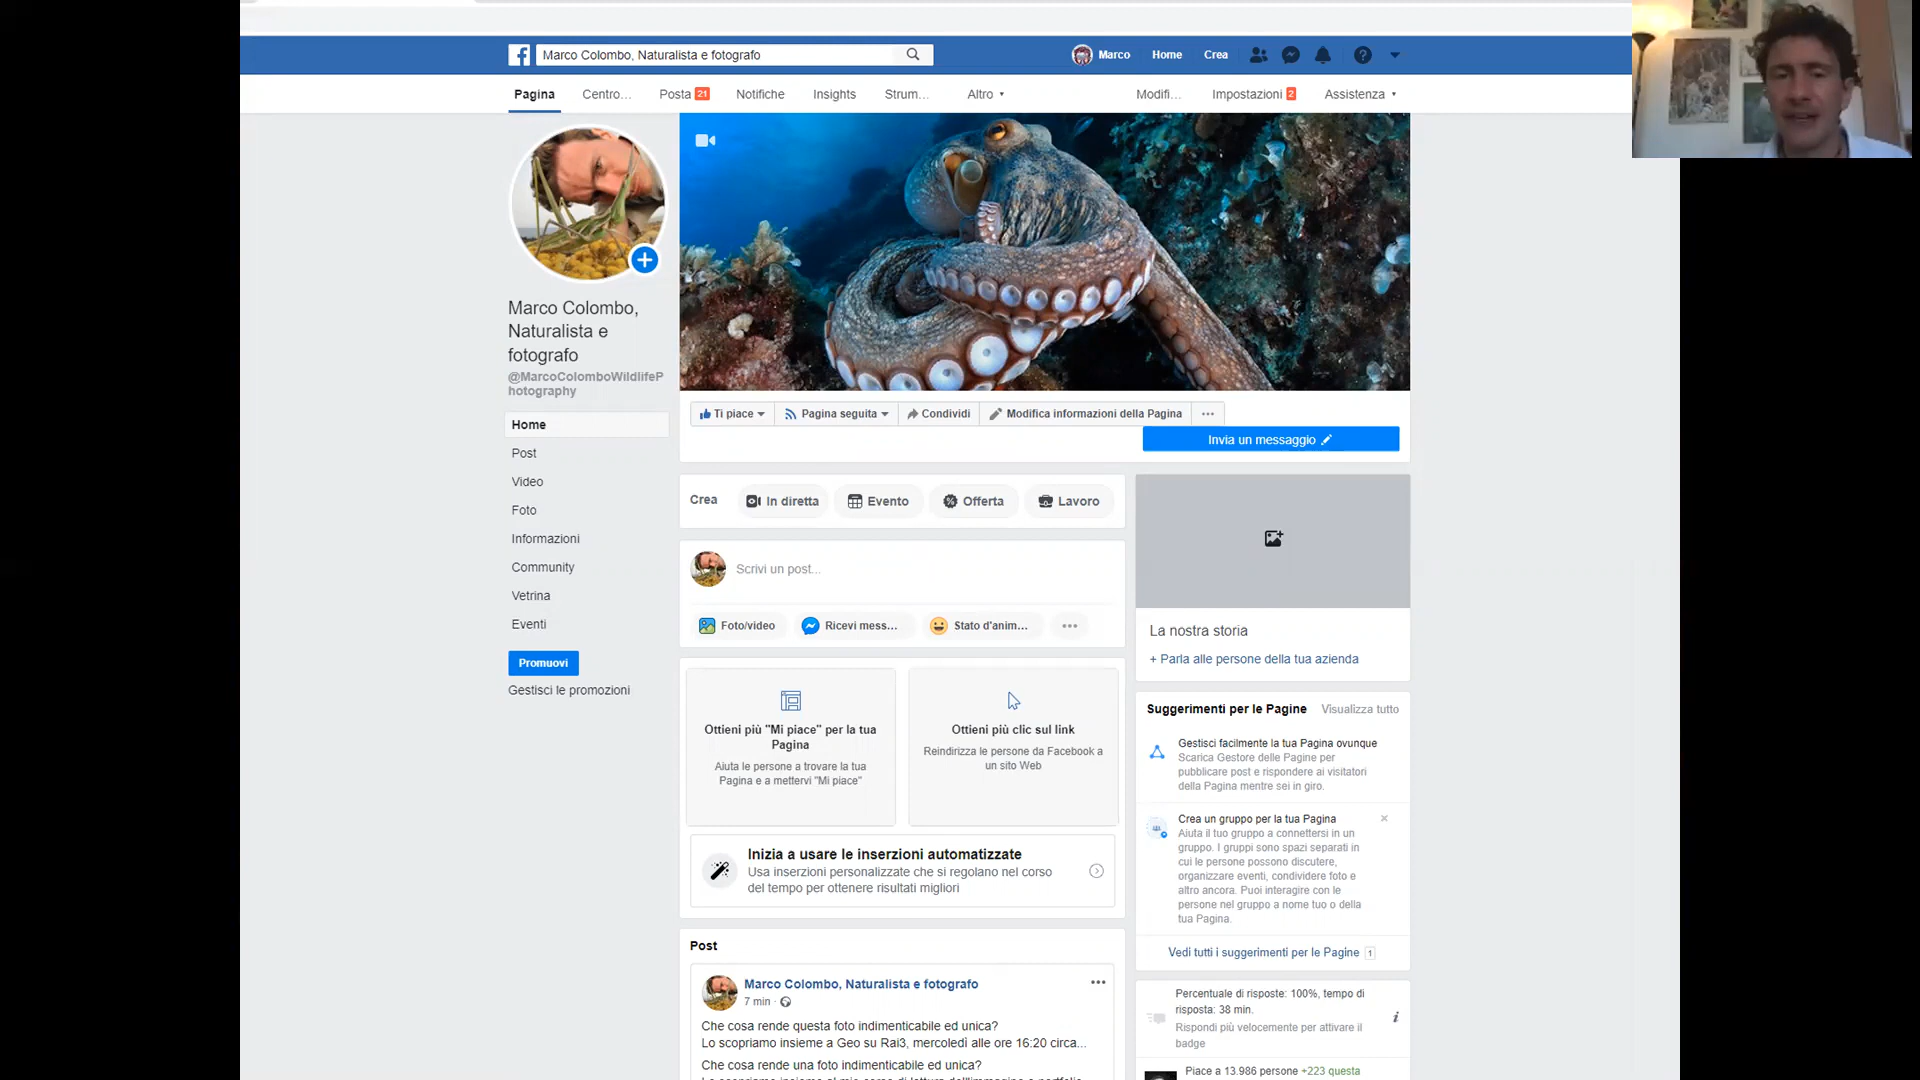 Marco Colombo, Naturalista e fotografo
Marco Home Crea
Pagina Centro... Posta 21 Notifiche Insights Strum... Altro Modifi... Impostazioni 2 Assistenza
Marco Colombo,
Naturalista e
fotografo
@MarcoColomboWildlifeP
hotography
Home
Post
Video
Foto
Informazioni
Community
Vetrina
Eventi
Promuovi
Gestisci le promozioni
Ti piace Pagina seguita Condividi Modifica informazioni della Pagina
Invia un messaggio
Crea In diretta Evento Offerta Lavoro
Scrivi un post...
Foto/video Ricevi mess... Stato d'anim...
Ottieni più "Mi piace" per la tua
Pagina
Aiuta le persone a trovare la tua
Pagina e a mettervi "Mi piace"
Ottieni più clic sul link
Reindirizza le persone da Facebook a
un sito Web
Inizia a usare le inserzioni automatizzate
Usa inserzioni personalizzate che si regolano nel corso
del tempo per ottenere risultati migliori
Post
Marco Colombo, Naturalista e fotografo
7 min ·
Che cosa rende questa foto indimenticabile ed unica?
Lo scopriamo insieme a Geo su Rai3, mercoledì alle ore 16:20 circa...
Che cosa rende una foto indimenticabile ed unica?
La nostra storia
+ Parla alle persone della tua azienda
Suggerimenti per le Pagine Visualizza tutto
Gestisci facilmente la tua Pagina ovunque
Scarica Gestore delle Pagine per
pubblicare post e rispondere ai visitatori
della Pagina mentre sei in giro.
Crea un gruppo per la tua Pagina
Aiuta il tuo gruppo a connettersi in un
gruppo. I gruppi sono spazi separati in
cui le persone possono discutere,
organizzare eventi, condividere foto e
altro ancora. Puoi interagire con le
persone nel gruppo a nome tuo o della
tua Pagina.
Vedi tutti i suggerimenti per le Pagine 1
Percentuale di risposte: 100%, tempo di
risposta: 38 min.
Rispondi più velocemente per attivare il
badge
Piace a 13.986 persone +223 questa